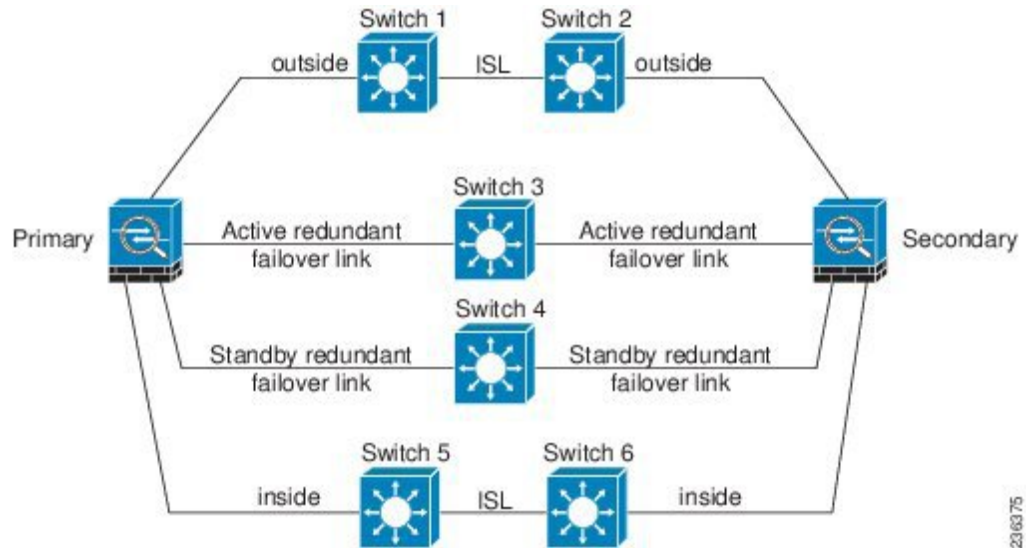 Switch 1
Switch 2
outside
ISL
outside
Switch 3
Primary
Active redundant
failover link
Active redundant
failover link
Secondary
Switch 4
Standby redundant
failover link
Standby redundant
failover link
Switch 5
Switch 6
inside
ISL
inside
236375